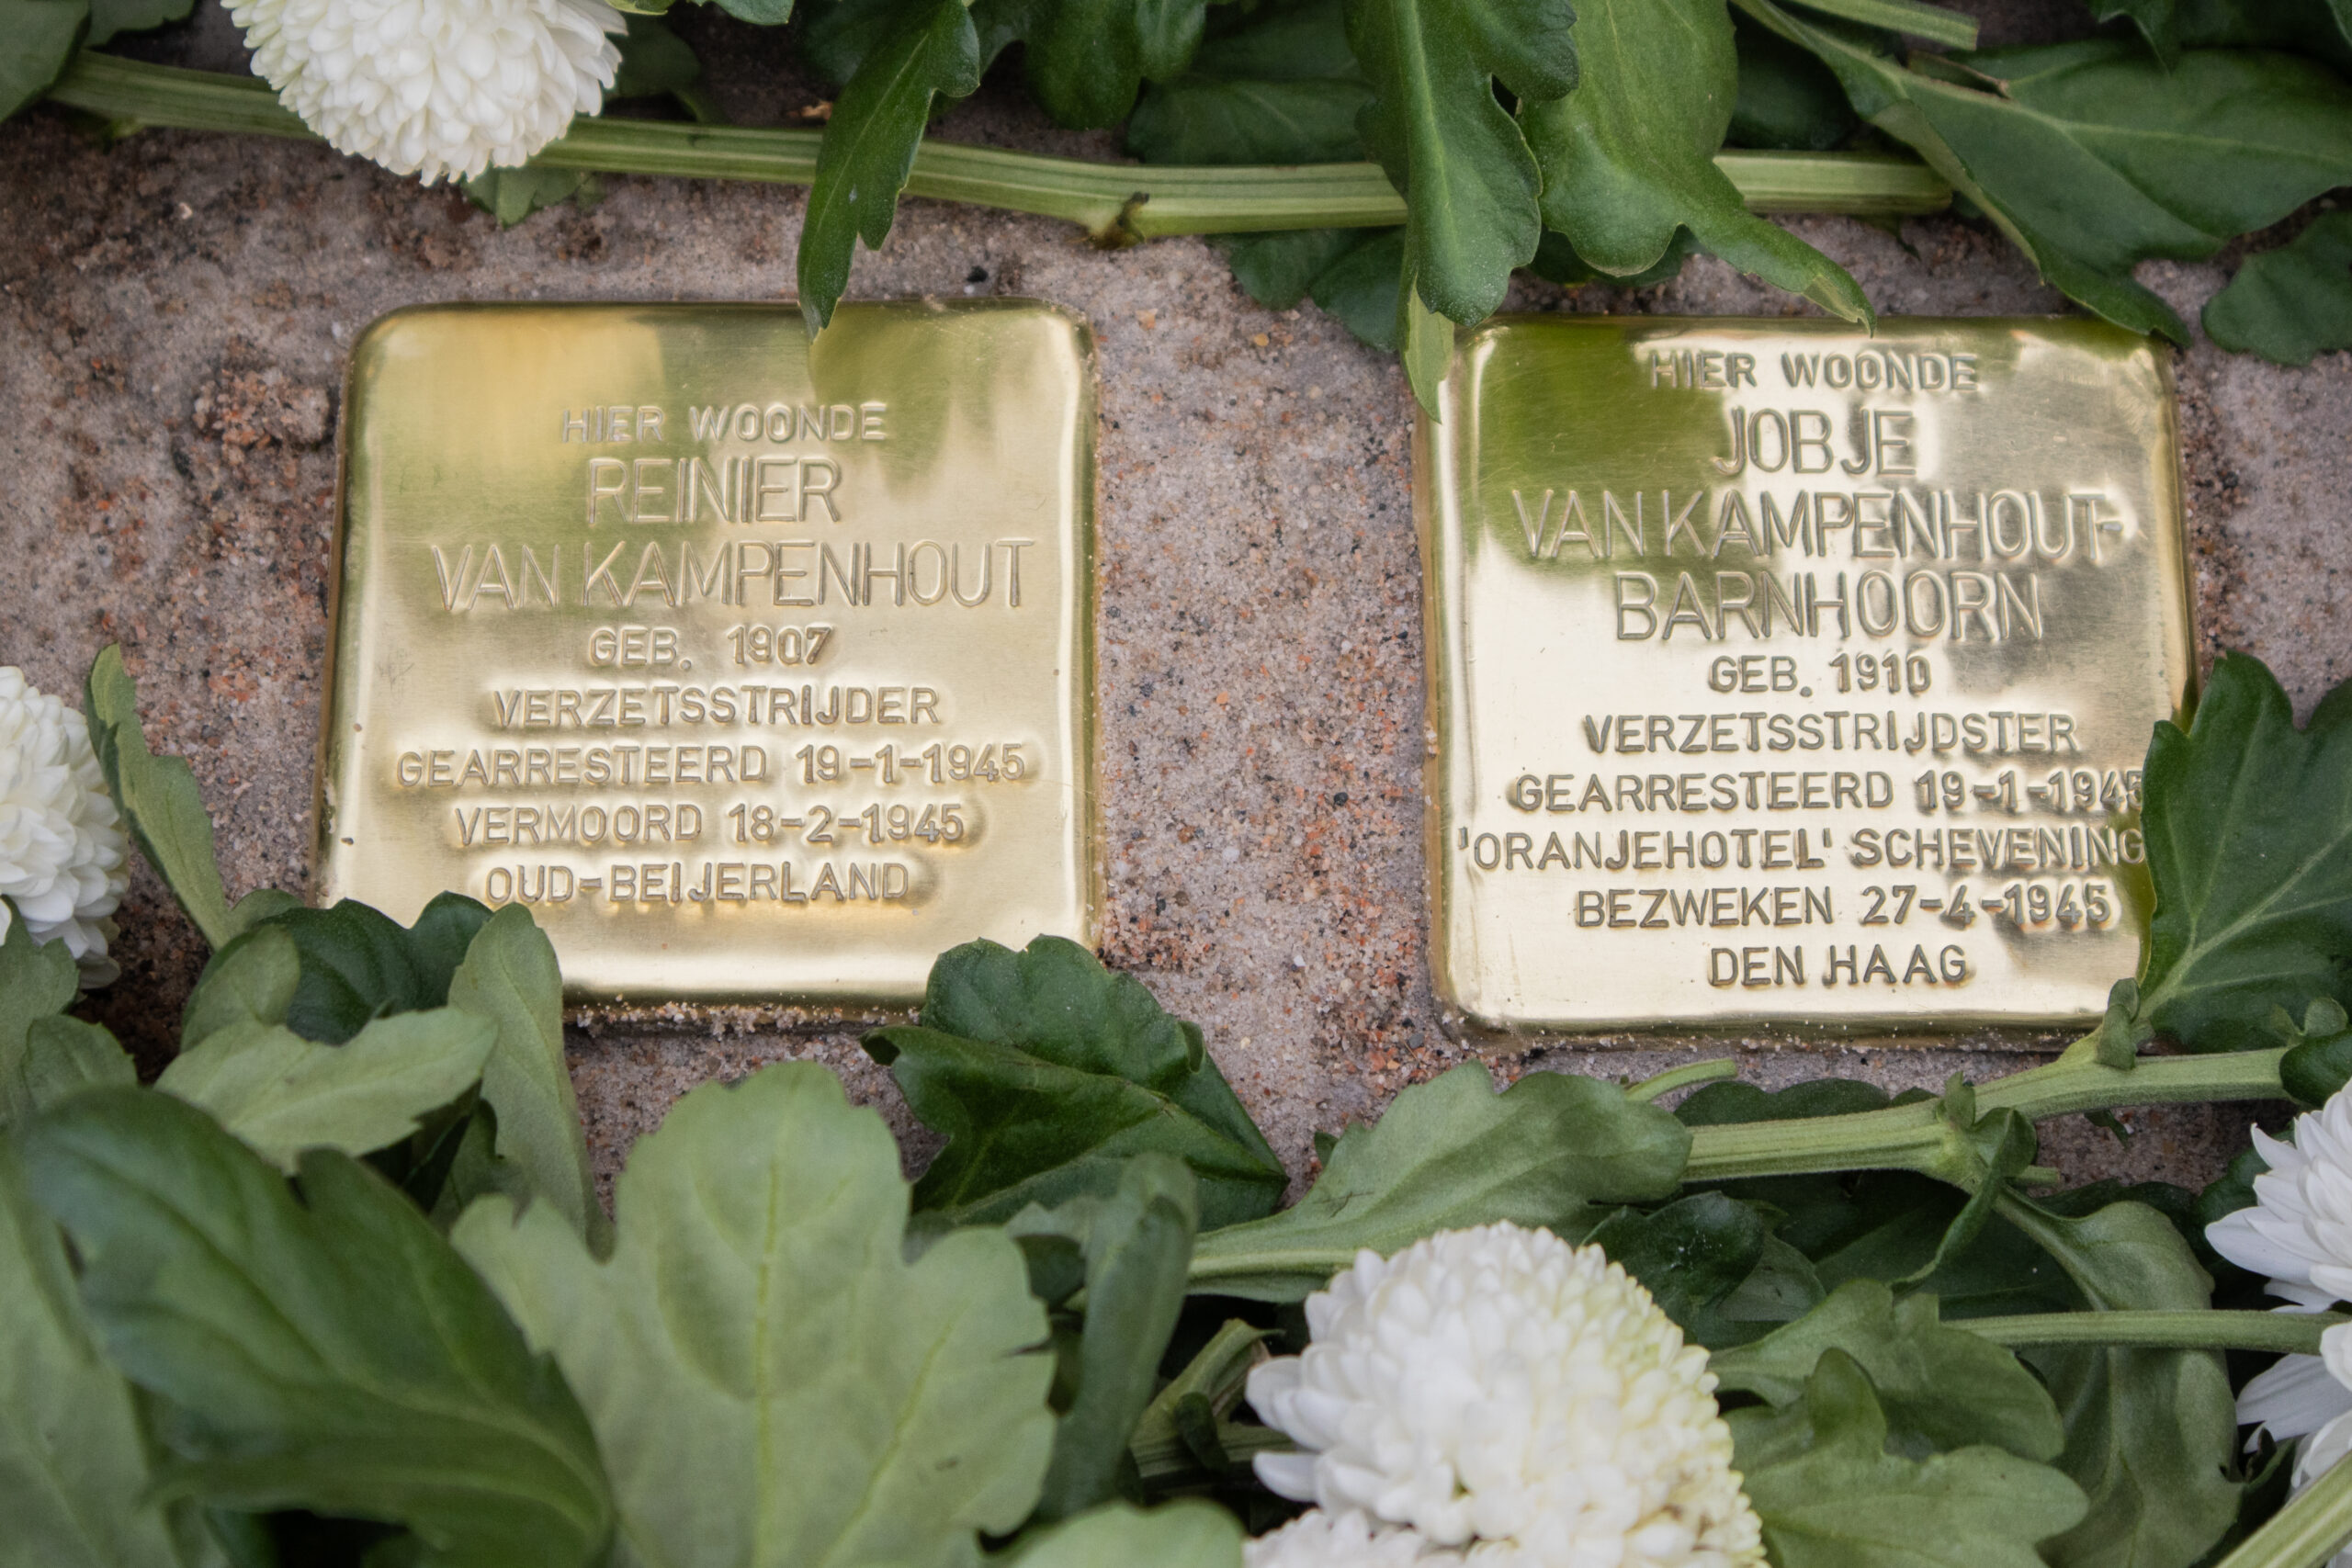 HIER WOONDE
REINIER
VAN KAMPENHOUT
GEB. 1907
VERZETSSTRIJDER
GEARRESTEERD 19-1-1945
VERMOORD 18-2-1945
OUD-BEIJERLAND
HIER WOONDE
JOBJE
VAN KAMPENHOUT-
BARNHOORN
GEB. 1910
VERZETSSTRIJDSTER
GEARRESTEERD 19-1-1945
'ORANJEHOTEL'
BEZWEKEN 27-4-1945
DEN HAAG